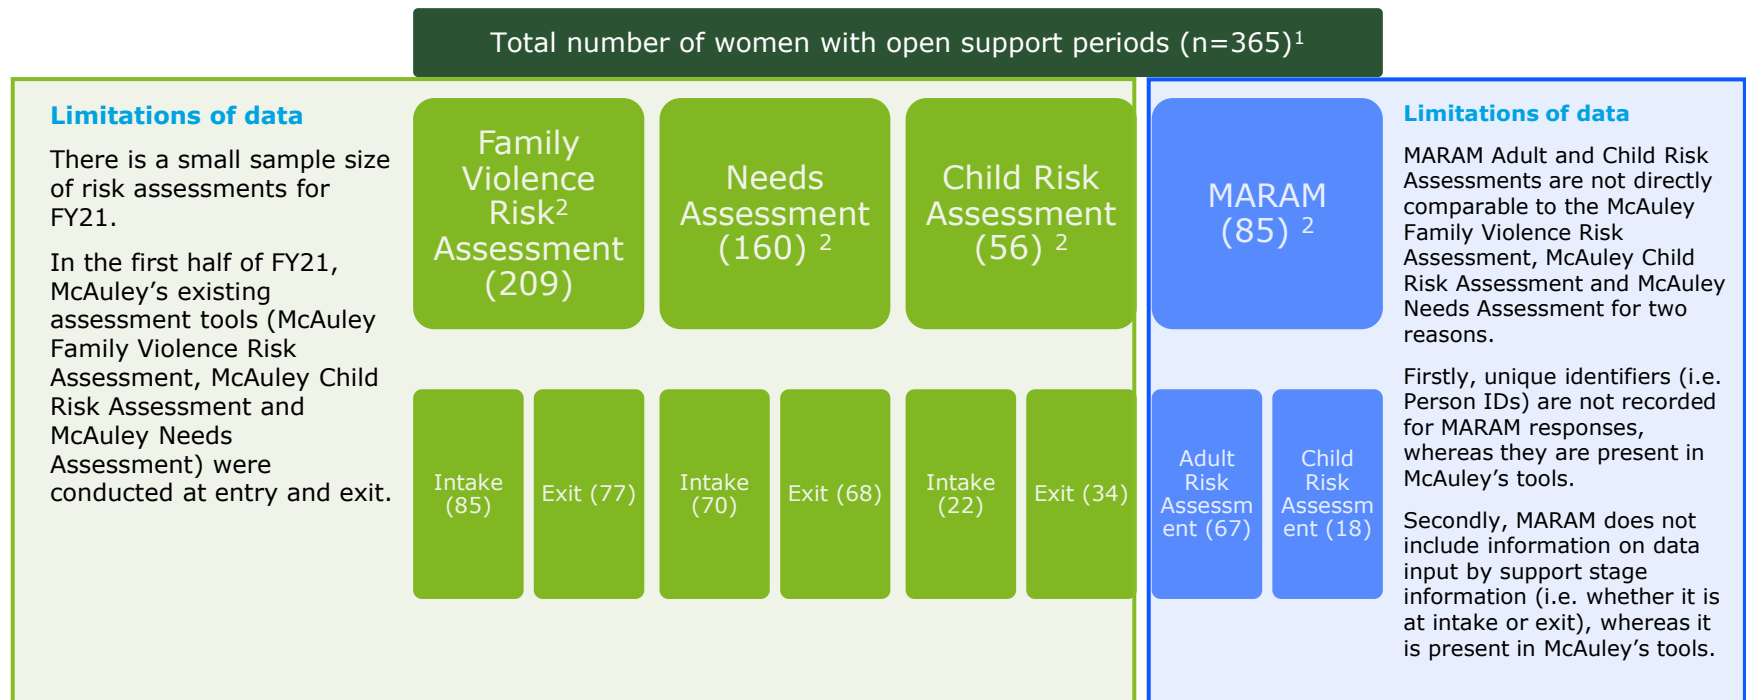 Total number of women with open support periods (n=365)¹
Limitations of data
There is a small sample size
of risk assessments for
FY21.
In the first half of FY21,
McAuley’s existing
assessment tools (McAuley
Family Violence Risk
Assessment, McAuley Child
Risk Assessment and
McAuley Needs
Assessment) were
conducted at entry and exit.
Family
Violence
Risk²
Assessment
(209)
Needs
Assessment
(160) ²
Child Risk
Assessment
(56) ²
MARAM
(85) ²
Intake
(85)
Exit (77)
Intake
(70)
Exit (68)
Intake
(22)
Exit (34)
Adult
Risk
Assessm
ent (67)
Child
Risk
Assessm
ent (18)
Limitations of data
MARAM Adult and Child Risk
Assessments are not directly
comparable to the McAuley
Family Violence Risk
Assessment, McAuley Child
Risk Assessment and McAuley
Needs Assessment for two
reasons.
Firstly, unique identifiers (i.e.
Person IDs) are not recorded
for MARAM responses,
whereas they are present in
McAuley’s tools.
Secondly, MARAM does not
include information on data
input by support stage
information (i.e. whether it is
at intake or exit), whereas it
is present in McAuley’s tools.